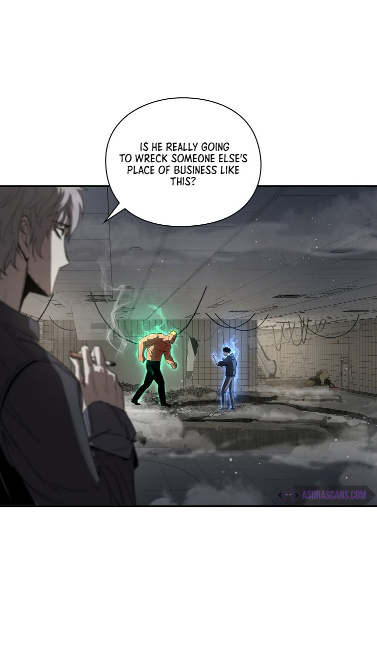 IS HE REALLY GOING
TO WRECK SOMEONE ELSE'S
PLACE OF BUSINESS LIKE
THIS?
ASURASCANS.COM